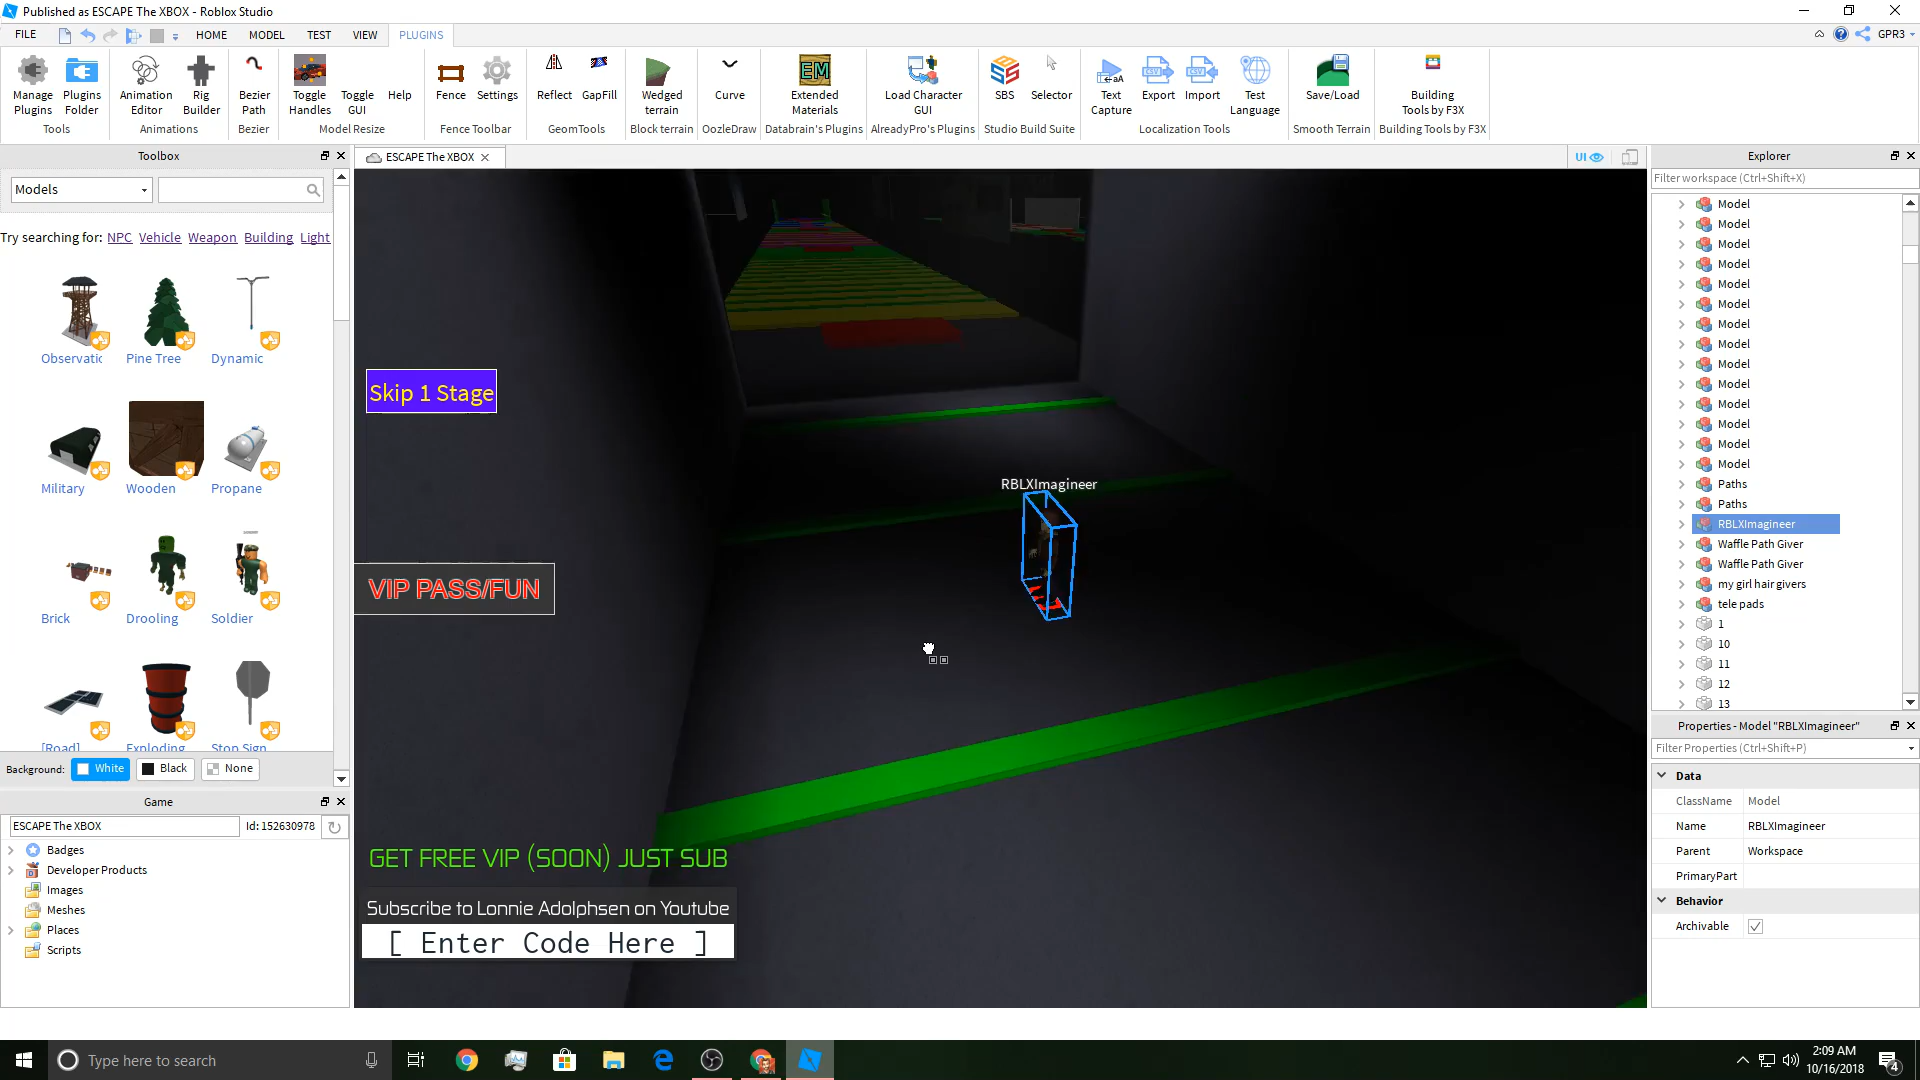 Published as ESCAPE The XBOX - Roblox Studio
FILE HOME MODEL TEST VIEW PLUGINS GPR3
Manage Plugins
Plugins Folder
Tools
Animation Editor
Rig Builder
Animations
Bezier Path
Bezier
Toggle Handles
Toggle GUI
Help
Model Resize
Fence
Settings
Fence Toolbar
Reflect
GapFill
GeomTools
Wedged terrain
Block terrain
Curve
OozleDraw
EM
Extended Materials
Databrain's Plugins
Load Character GUI
AlreadyPro's Plugins
SBS
Selector
Studio Build Suite
Text Capture
Export
Import
Test Language
Localization Tools
Save/Load
Smooth Terrain
Building Tools by F3X
Building Tools by F3X
Toolbox
Models
Try searching for: NPC Vehicle Weapon Building Light
Observatic
Pine Tree
Dynamic
Military
Wooden
Propane
Brick
Drooling
Soldier
[Road]
Exploding
Stop Sign
Background: White Black None
Game
ESCAPE The XBOX Id: 152630978
Badges
Developer Products
Images
Meshes
Places
Scripts
ESCAPE The XBOX
UI
Skip 1 Stage
VIP PASS/FUN
RBLXImagineer
GET FREE VIP (SOON) JUST SUB
Subscribe to Lonnie Adolphsen on Youtube
[ Enter Code Here ]
Explorer
Filter workspace (Ctrl+Shift+X)
Model
Model
Model
Model
Model
Model
Model
Model
Model
Model
Model
Model
Model
Model
Paths
Paths
RBLXImagineer
Waffle Path Giver
Waffle Path Giver
my girl hair givers
tele pads
1
10
11
12
13
Properties - Model "RBLXImagineer"
Filter Properties (Ctrl+Shift+P)
Data
ClassName Model
Name RBLXImagineer
Parent Workspace
PrimaryPart
Behavior
Archivable
Type here to search
2:09 AM
10/16/2018
4